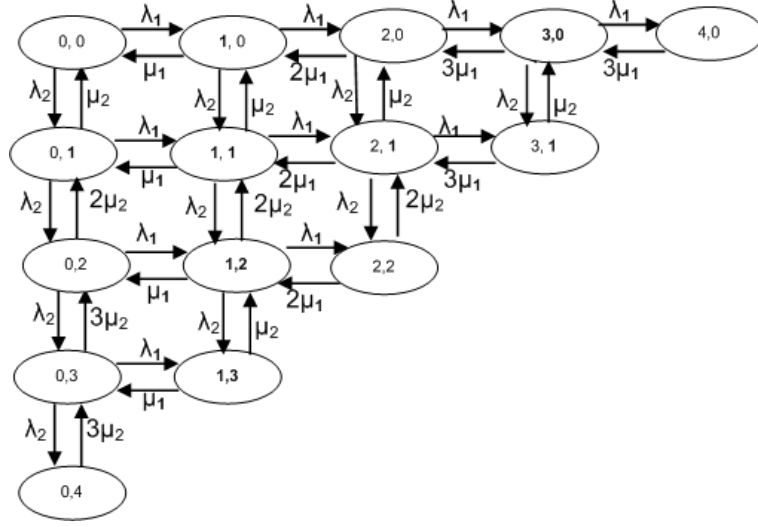 λ1 λ1 λ1 λ1
0, 0 1, 0 2,0 3,0 4,0
µ1 2µ1 3µ1 3µ1
λ2 µ2 λ2 µ2 λ2 µ2 λ2 µ2
λ1 λ1 λ1
0, 1 1, 1 2, 1 3, 1
µ1 2µ1 3µ1
λ2 2µ2 λ2 2µ2 λ2 2µ2
λ1 λ1
0,2 1,2 2,2
µ1 2µ1
λ2 3µ2 λ2 µ2
λ1
0,3 1,3
µ1
λ2 3µ2
0,4